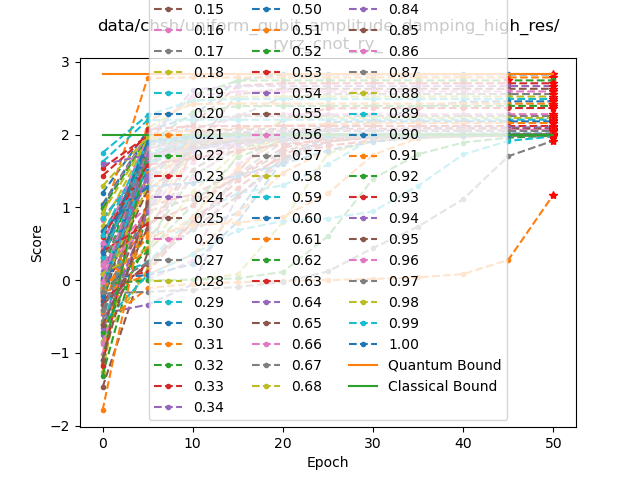 data/chsh/uniform_qubit_amplitude_damping_high_res/
ryrz_cnot_ry_
0.15 0.50 0.84
0.16 0.51 0.85
0.17 0.52 0.86
0.18 0.53 0.87
0.19 0.54 0.88
0.20 0.55 0.89
0.21 0.56 0.90
0.22 0.57 0.91
0.23 0.58 0.92
0.24 0.59 0.93
0.25 0.60 0.94
0.26 0.61 0.95
0.27 0.62 0.96
0.28 0.63 0.97
0.29 0.64 0.98
0.30 0.65 0.99
0.31 0.66 1.00
0.32 0.67 Quantum Bound
0.33 0.68 Classical Bound
0.34
3
2
1
0
−1
−2
Score
0 10 20 30 40 50
Epoch